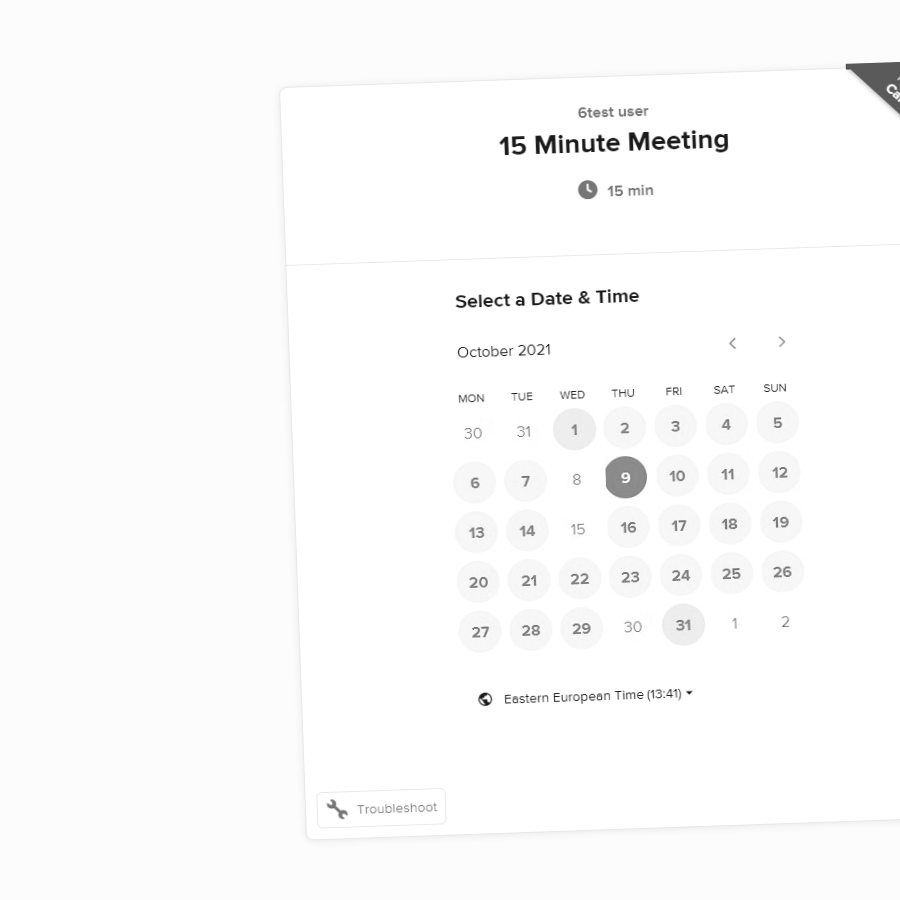 6test user
15 Minute Meeting
15 min
Select a Date & Time
October 2021
MON TUE WED THU FRI SAT SUN
30 31 1 2 3 4 5
6 7 8 9 10 11 12
13 14 15 16 17 18 19
20 21 22 23 24 25 26
27 28 29 30 31 1 2
Eastern European Time (13:41)
Troubleshoot